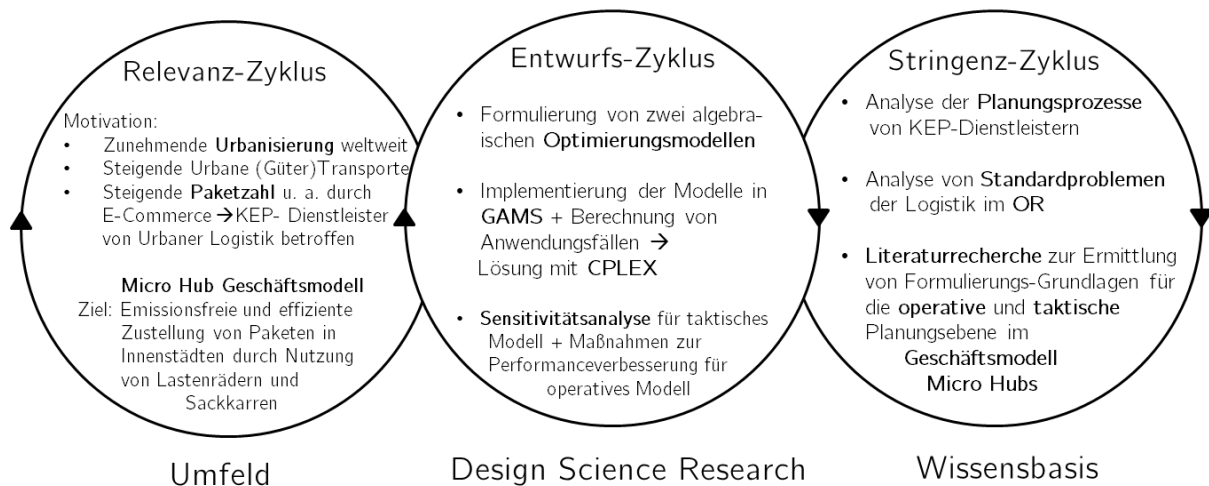 Relevanz-Zyklus
Motivation:
• Zunehmende Urbanisierung weltweit
• Steigende Urbane (Güter)Transporte
• Steigende Paketzahl u. a. durch
E-Commerce →KEP- Dienstleister
von Urbaner Logistik betroffen
Micro Hub Geschäftsmodell
Ziel: Emissionsfreie und effiziente
Zustellung von Paketen in
Innenstädten durch Nutzung
von Lastenrädern und
Sackkarren
Umfeld
Entwurfs-Zyklus
• Formulierung von zwei algebra-
ischen Optimierungsmodellen
• Implementierung der Modelle in
GAMS + Berechnung von
Anwendungsfällen →
Lösung mit CPLEX
• Sensitivitätsanalyse für taktisches
Modell + Maßnahmen zur
Performanceverbesserung für
operatives Modell
Design Science Research
Stringenz-Zyklus
• Analyse der Planungsprozesse
von KEP-Dienstleistern
• Analyse von Standardproblemen
der Logistik im OR
• Literaturrecherche zur Ermittlung
von Formulierungs-Grundlagen für
die operative und taktische
Planungsebene im
Geschäftsmodell
Micro Hubs
Wissensbasis